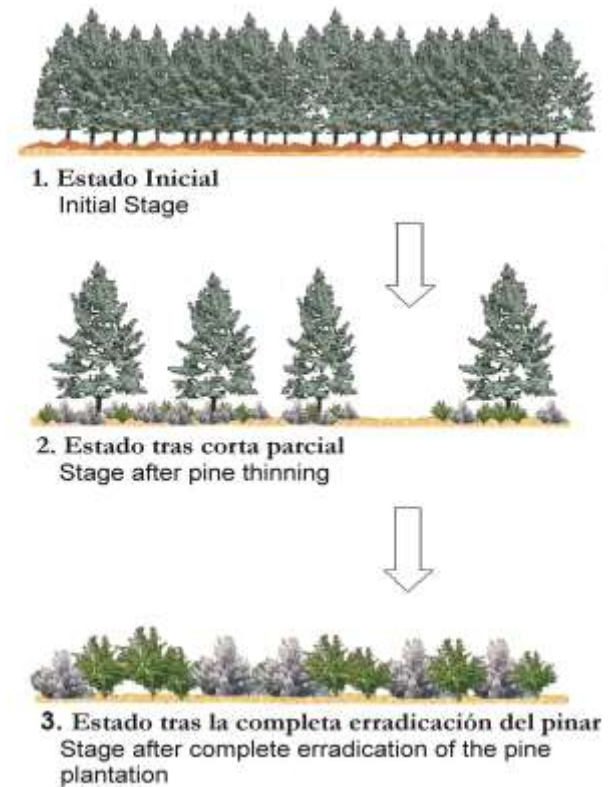 1. Estado Inicial
Initial Stage
2. Estado tras corta parcial
Stage after pine thinning
3. Estado tras la completa erradicación del pinar
Stage after complete erradication of the pine
plantation